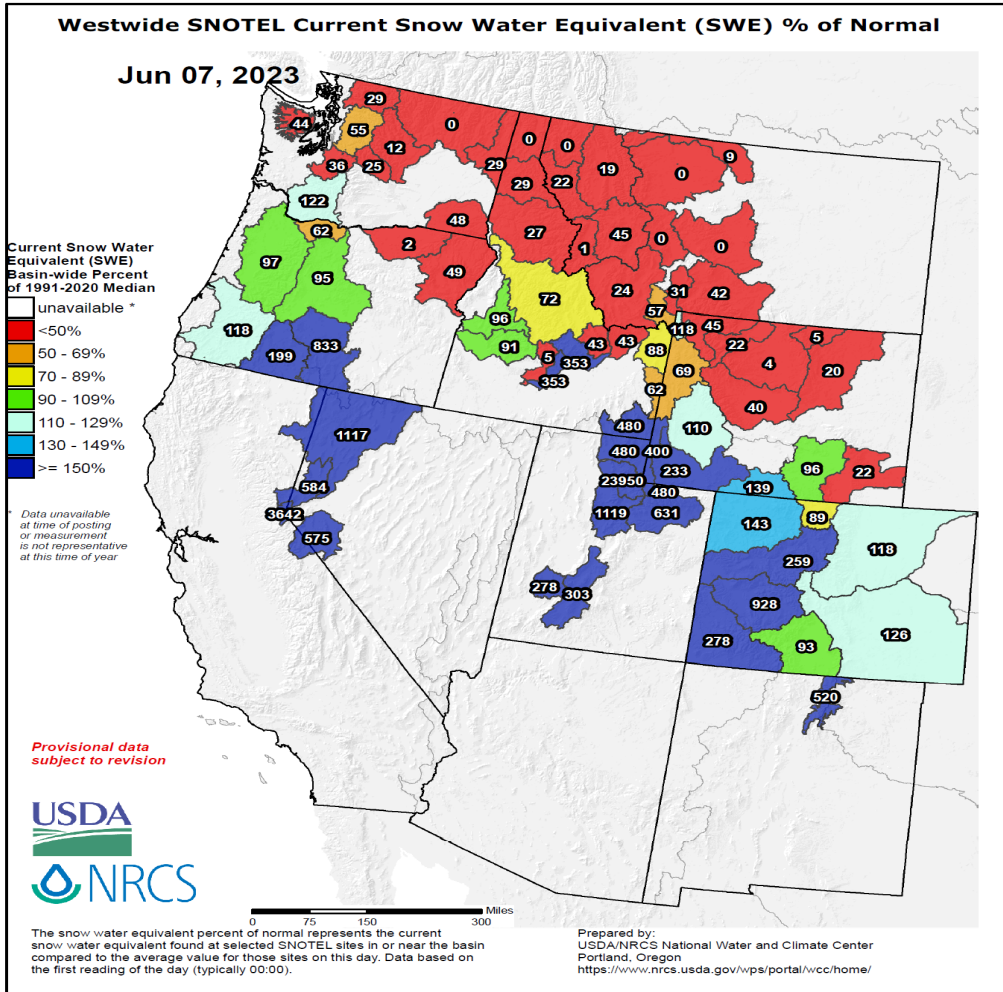 Westwide SNOTEL Current Snow Water Equivalent (SWE) % of Normal
Jun 07, 2023
29
44
55
0
12
0
0
19
9
0
36
25
29
29
22
122
48
27
45
0
0
62
2
1
97
95
49
72
24
31
42
57
96
118
45
5
118
199
833
91
43
43
88
22
4
5
353
69
20
353
62
40
480
110
1117
480
400
233
96
22
584
23950
480
139
3642
1119
631
143
89
575
118
259
278
303
928
278
93
126
520
Current Snow Water
Equivalent (SWE)
Basin-wide Percent
of 1991-2020 Median
unavailable *
<50%
50 - 69%
70 - 89%
90 - 109%
110 - 129%
130 - 149%
>= 150%
* Data unavailable
at time of posting
or measurement
is not representative
at this time of year
Provisional data
subject to revision
USDA
NRCS
Miles
0 75 150 300
The snow water equivalent percent of normal represents the current
snow water equivalent found at selected SNOTEL sites in or near the basin
compared to the average value for those sites on this day. Data based on
the first reading of the day (typically 00:00).
Prepared by:
USDA/NRCS National Water and Climate Center
Portland, Oregon
https://www.nrcs.usda.gov/wps/portal/wcc/home/